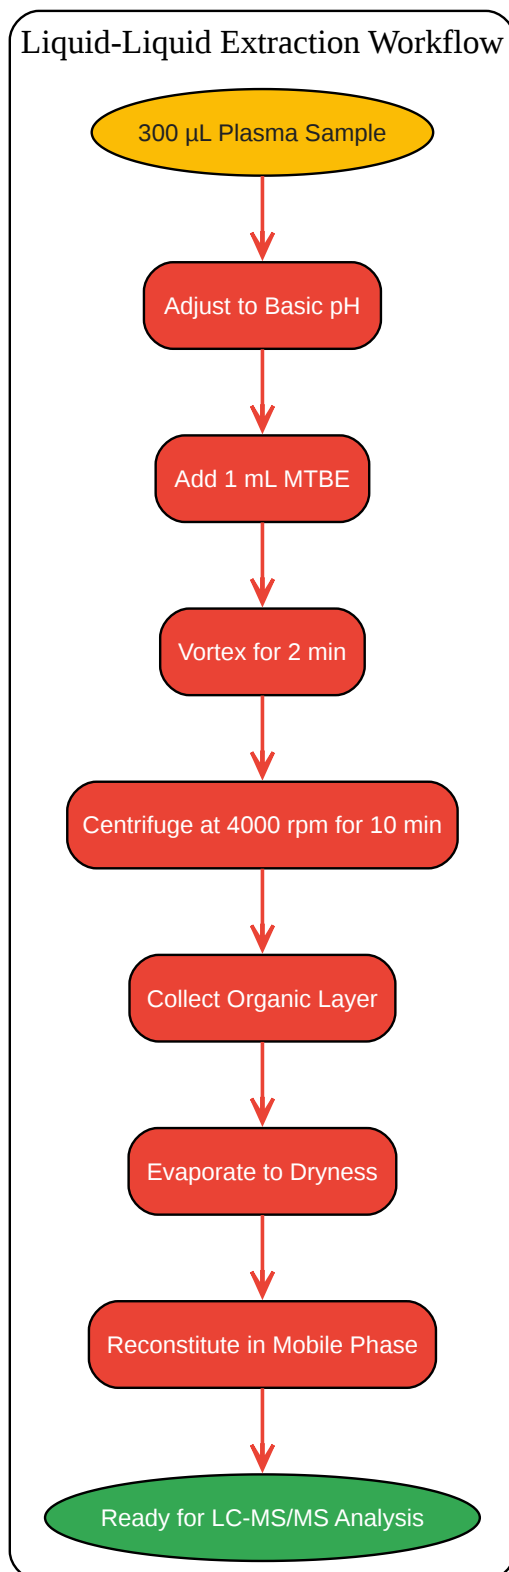 Liquid-Liquid Extraction Workflow
300 µL Plasma Sample
Adjust to Basic pH
Add 1 mL MTBE
Vortex for 2 min
Centrifuge at 4000 rpm for 10 min
Collect Organic Layer
Evaporate to Dryness
Reconstitute in Mobile Phase
Ready for LC-MS/MS Analysis